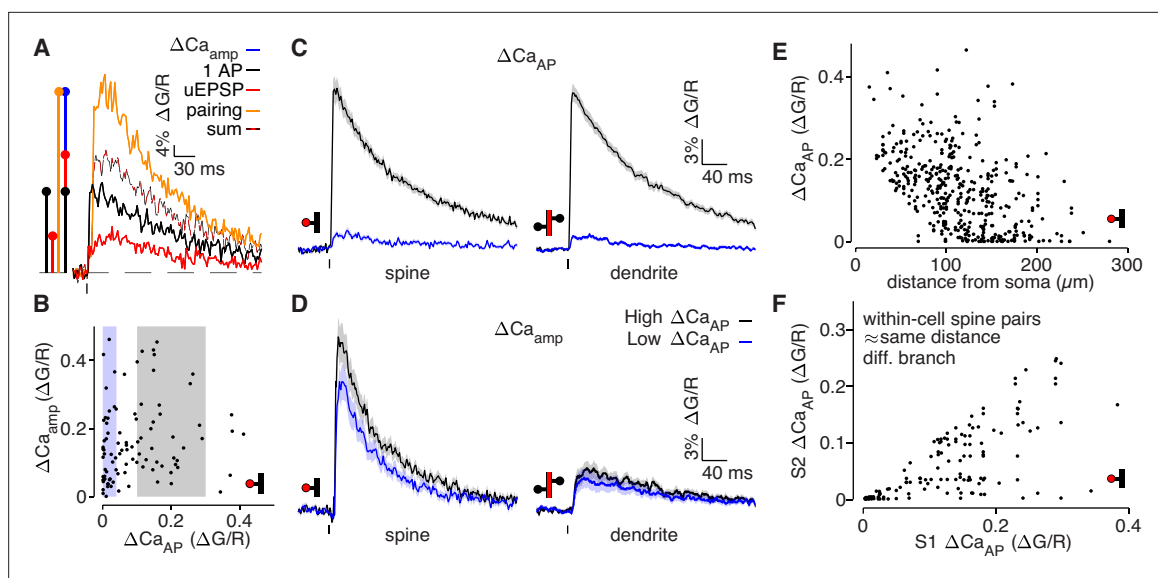 A
ΔCa_amp
1 AP
uEPSP
pairing
sum
4% ΔG/R
30 ms
B
ΔCa_amp (ΔG/R)
0.4
0.2
0
0
0.2
0.4
ΔCa_AP (ΔG/R)
C
ΔCa_AP
3% ΔG/R
40 ms
spine
dendrite
D
ΔCa_amp
High ΔCa_AP
Low ΔCa_AP
3% ΔG/R
40 ms
spine
dendrite
E
ΔCa_AP (ΔG/R)
0.4
0.2
0
0
100
200
300
distance from soma (µm)
F
within-cell spine pairs
≈same distance
diff. branch
S2 ΔCa_AP (ΔG/R)
0.3
0.1
0
0
0.2
0.4
S1 ΔCa_AP (ΔG/R)